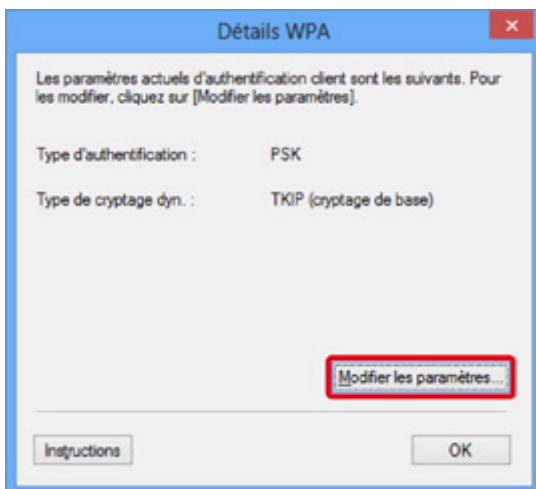 Détails WPA
Les paramètres actuels d'authentification client sont les suivants. Pour
les modifier, cliquez sur [Modifier les paramètres].
Type d'authentification : PSK
Type de cryptage dyn. : TKIP (cryptage de base)
Modifier les paramètres...
Instructions OK